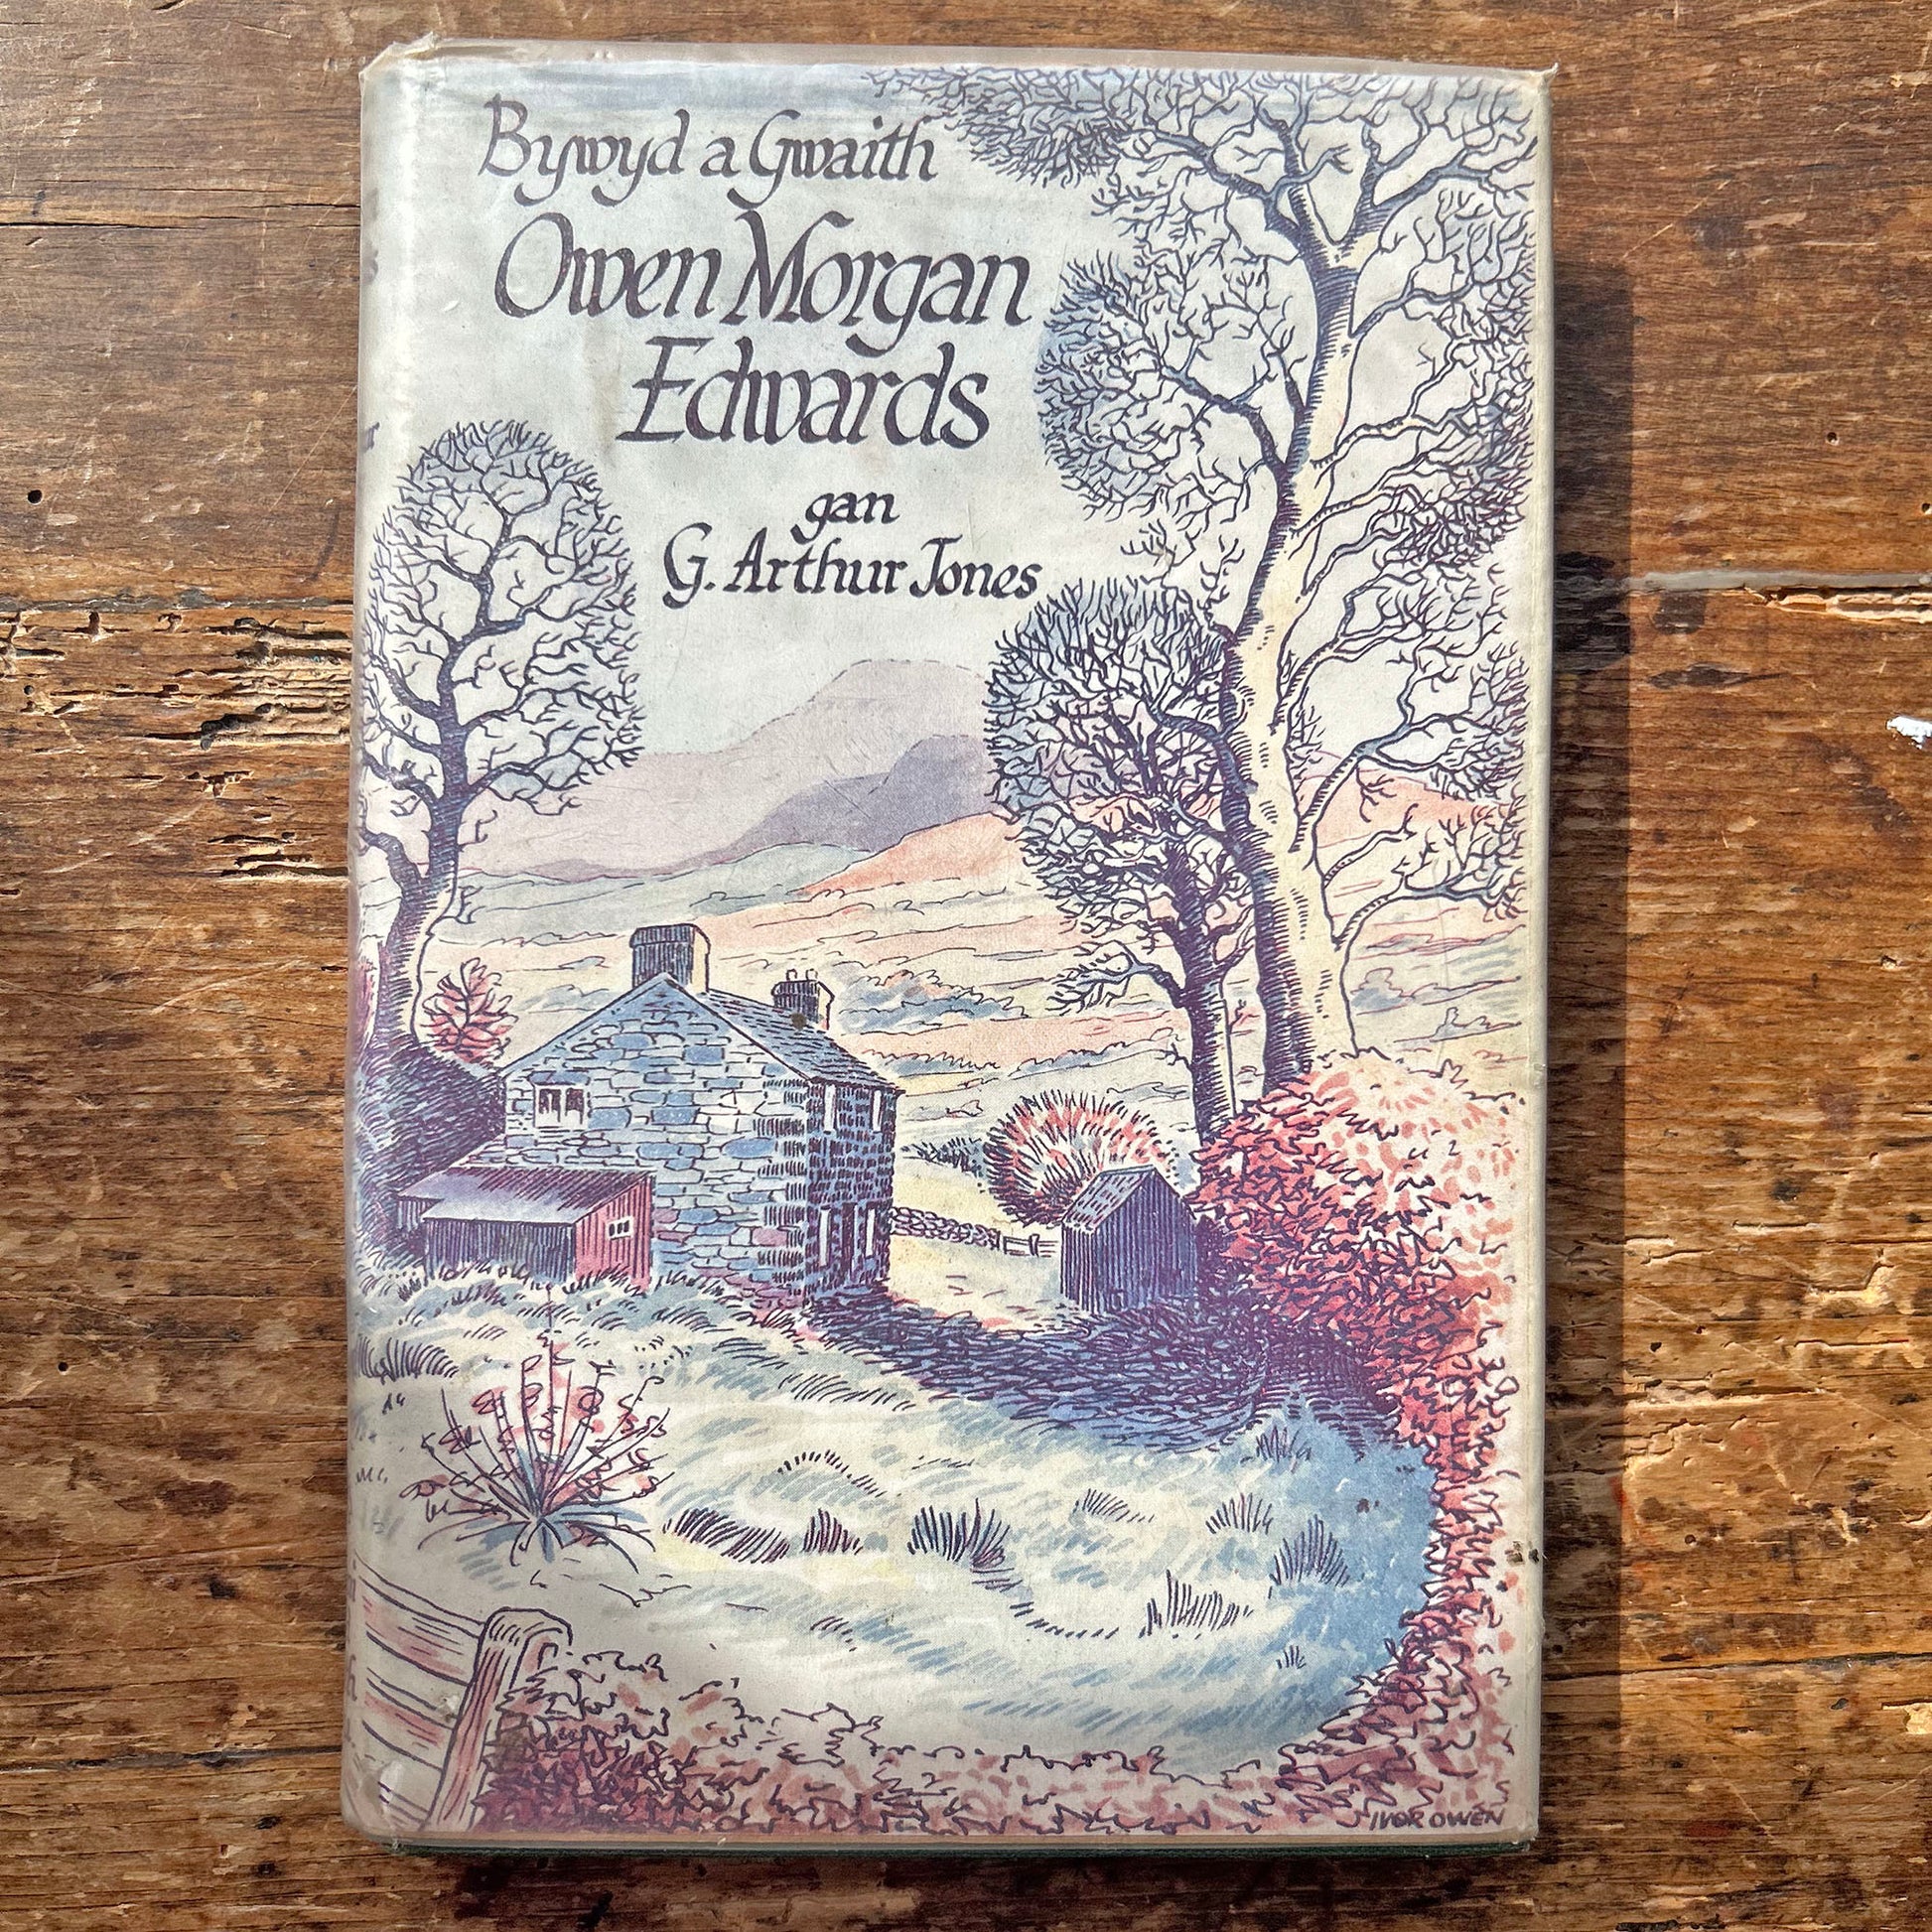 Bywyd a Gwaith
Owen Morgan
Edwards
gan
G. Arthur Jones
IVOR OWEN